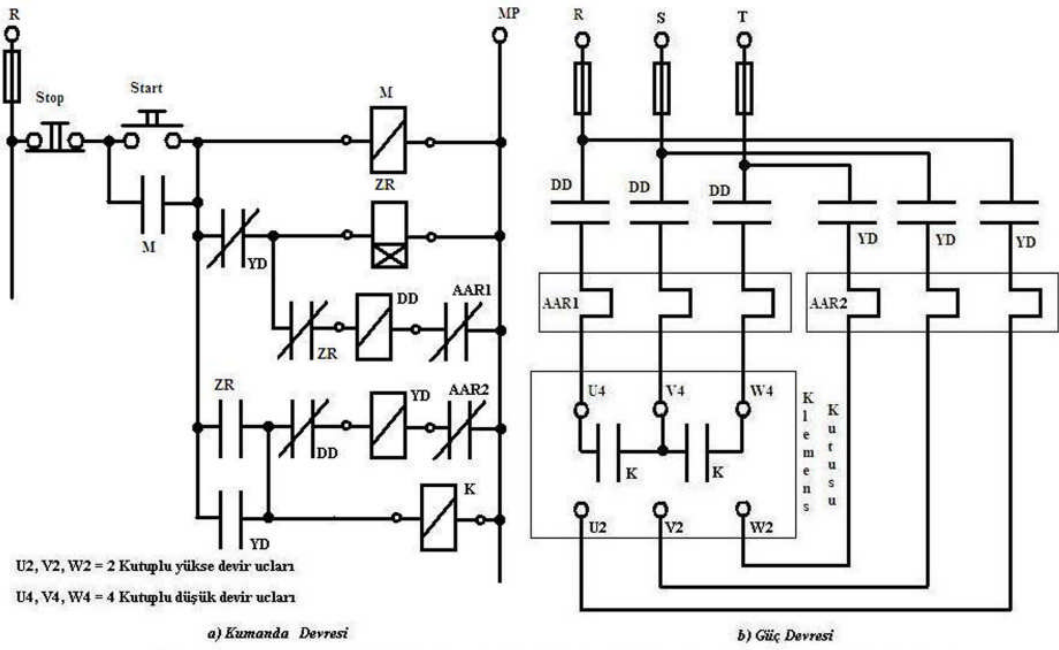 R
MP
Stop
Start
M
M
ZR
YD
ZR
DD
AAR1
ZR
DD
YD
AAR2
YD
K
U2, V2, W2 = 2 Kutuplu yükse devir ucları
U4, V4, W4 = 4 Kutuplu düşük devir ucları
a) Kumanda Devresi
R
S
T
DD
DD
DD
YD
YD
YD
AAR1
AAR2
U4
V4
W4
K
K
U2
V2
W2
Klemens
Kutusu
b) Güç Devresi